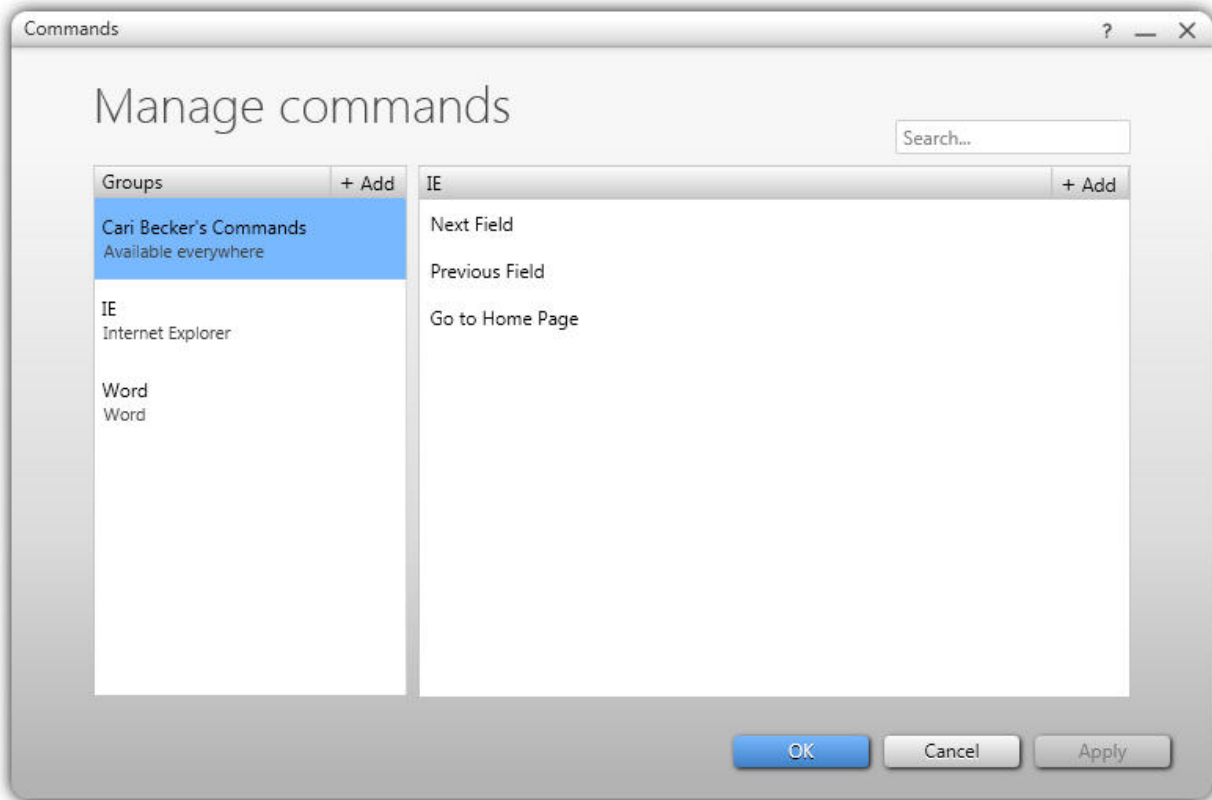 Commands ?
Manage commands
Search...
Groups + Add
Cari Becker's Commands
Available everywhere
IE
Internet Explorer
Word
Word
IE + Add
Next Field
Previous Field
Go to Home Page
OK Cancel Apply